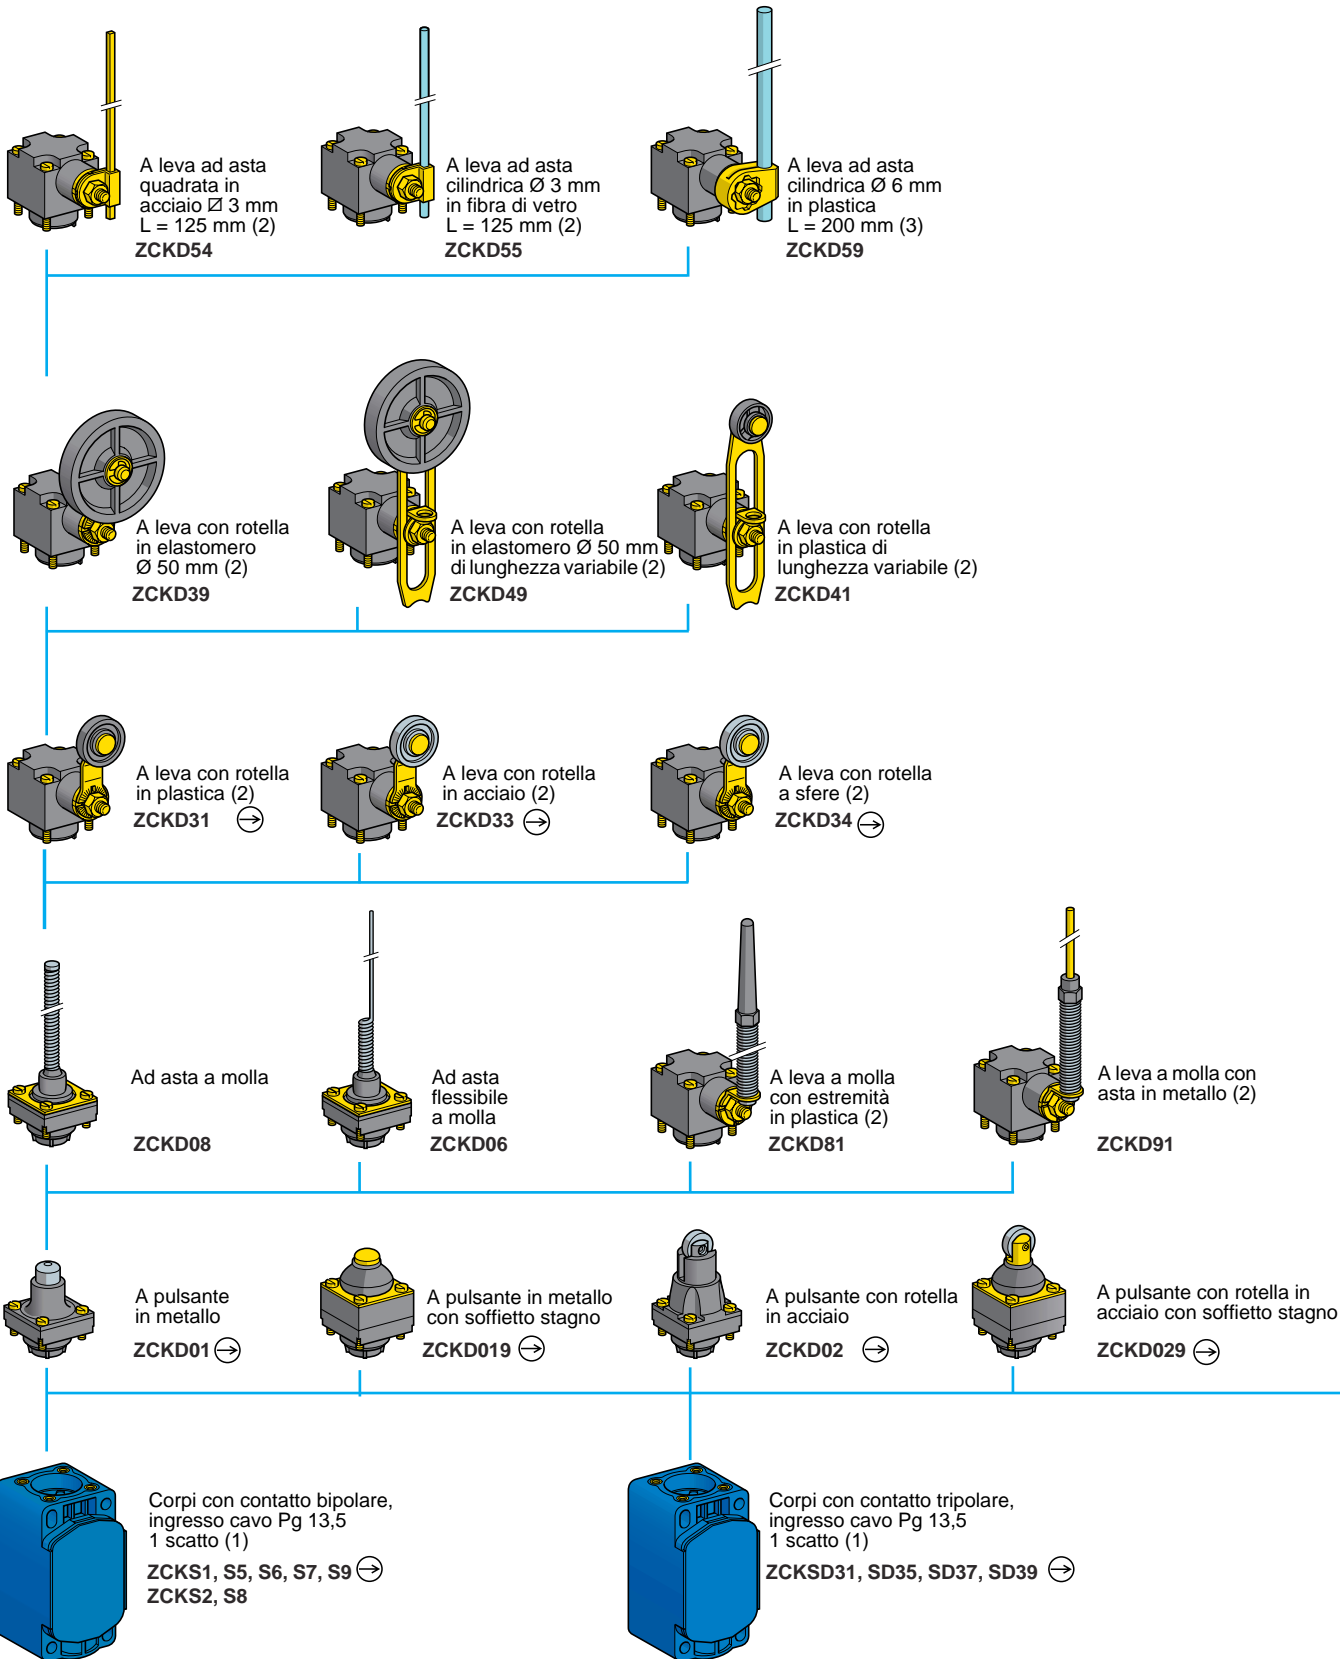 A leva ad asta
quadrata in
acciaio ⍁ 3 mm
L = 125 mm (2)
ZCKD54
A leva ad asta
cilindrica Ø 3 mm
in fibra di vetro
L = 125 mm (2)
ZCKD55
A leva ad asta
cilindrica Ø 6 mm
in plastica
L = 200 mm (3)
ZCKD59
A leva con rotella
in elastomero
Ø 50 mm (2)
ZCKD39
A leva con rotella
in elastomero Ø 50 mm
di lunghezza variabile (2)
ZCKD49
A leva con rotella
in plastica di
lunghezza variabile (2)
ZCKD41
A leva con rotella
in plastica (2)
ZCKD31
A leva con rotella
in acciaio (2)
ZCKD33
A leva con rotella
a sfere (2)
ZCKD34
Ad asta a molla
ZCKD08
Ad asta
flessibile
a molla
ZCKD06
A leva a molla
con estremità
in plastica (2)
ZCKD81
A leva a molla con
asta in metallo (2)
ZCKD91
A pulsante
in metallo
ZCKD01
A pulsante in metallo
con soffietto stagno
ZCKD019
A pulsante con rotella
in acciaio
ZCKD02
A pulsante con rotella in
acciaio con soffietto stagno
ZCKD029
Corpi con contatto bipolare,
ingresso cavo Pg 13,5
1 scatto (1)
ZCKS1, S5, S6, S7, S9
ZCKS2, S8
Corpi con contatto tripolare,
ingresso cavo Pg 13,5
1 scatto (1)
ZCKSD31, SD35, SD37, SD39